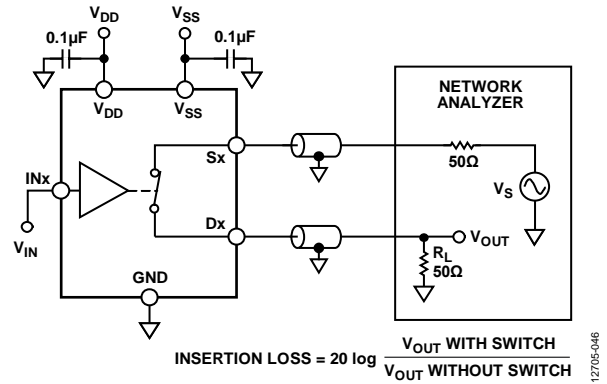 V_DD
V_SS
0.1µF
0.1µF
V_DD
V_SS
NETWORK
ANALYZER
Sx
50Ω
V_S
INx
Dx
V_OUT
R_L
50Ω
V_IN
GND
INSERTION LOSS = 20 log V_OUT WITH SWITCH
V_OUT WITHOUT SWITCH
12705-046